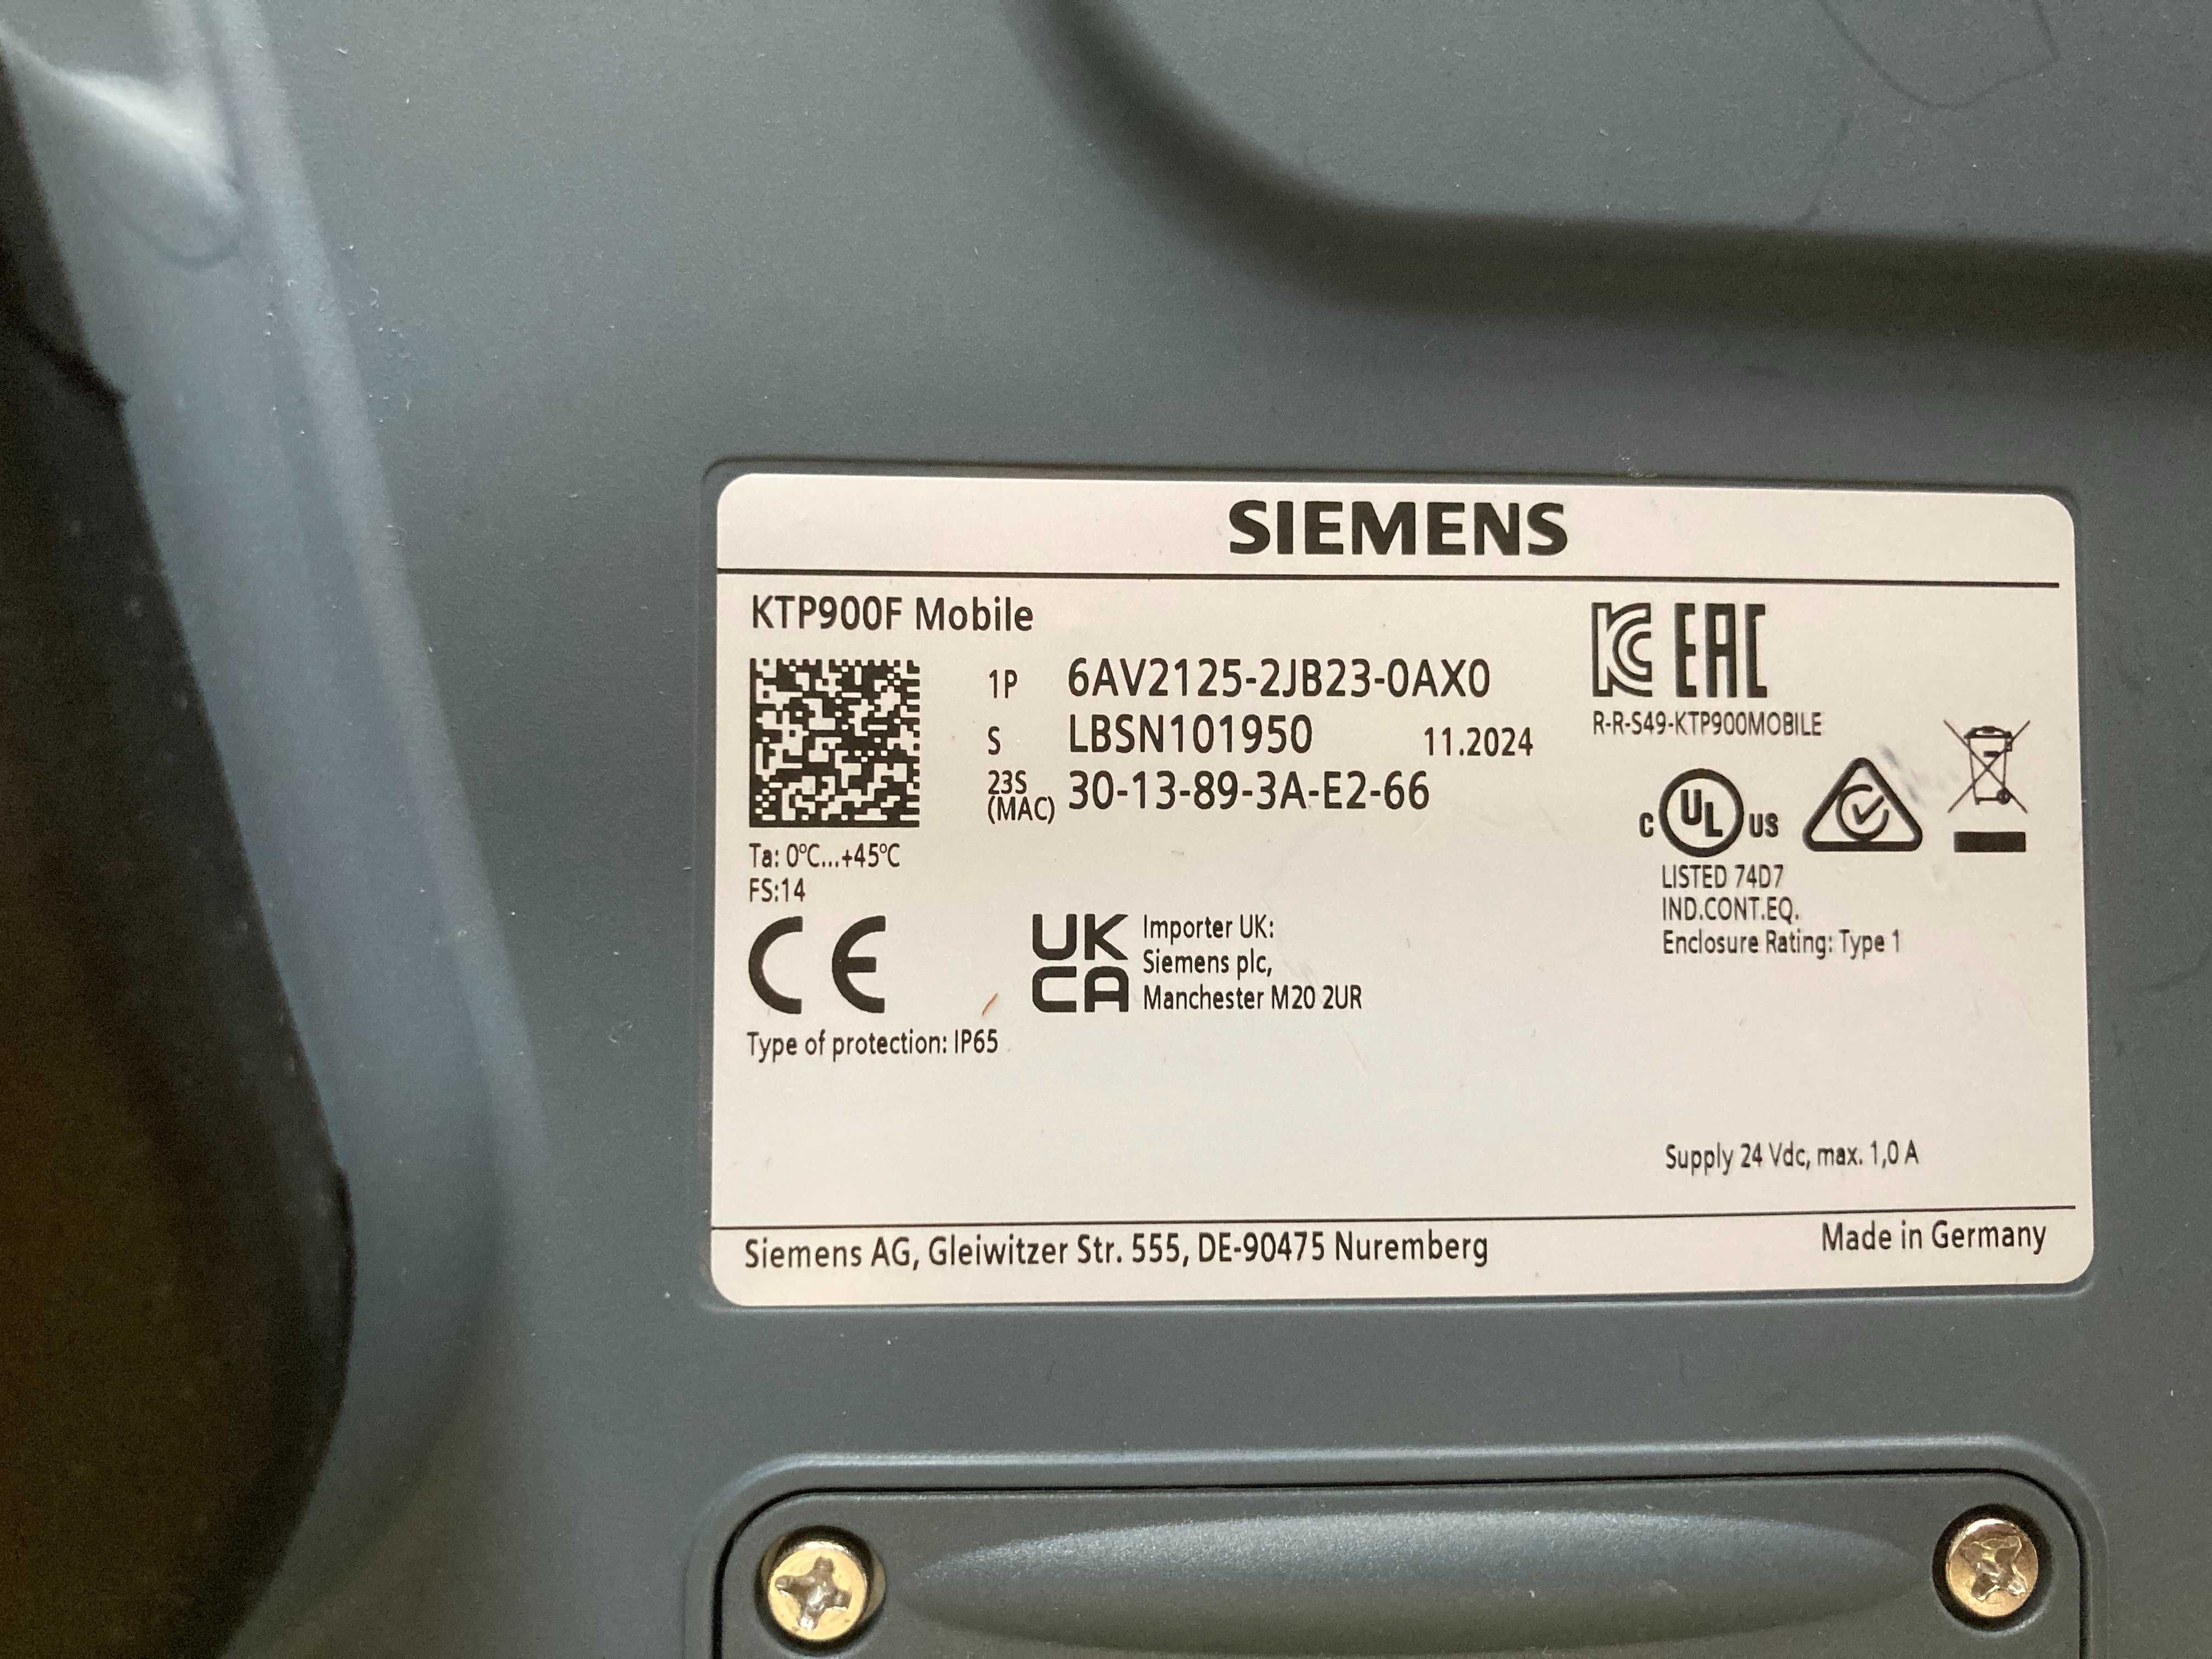 SIEMENS
KTP900F Mobile
1P 6AV2125-2JB23-0AX0
S LBSN101950 11.2024
23S (MAC) 30-13-89-3A-E2-66
Ta: 0°C...+45°C
FS:14
CE
UK
CA
Importer UK:
Siemens plc,
Manchester M20 2UR
Type of protection: IP65
KC EAC
R-R-S49-KTP900MOBILE
C UL US
LISTED 74D7
IND.CONT.EQ.
Enclosure Rating: Type 1
Supply 24 Vdc, max. 1,0 A
Siemens AG, Gleiwitzer Str. 555, DE-90475 Nuremberg
Made in Germany